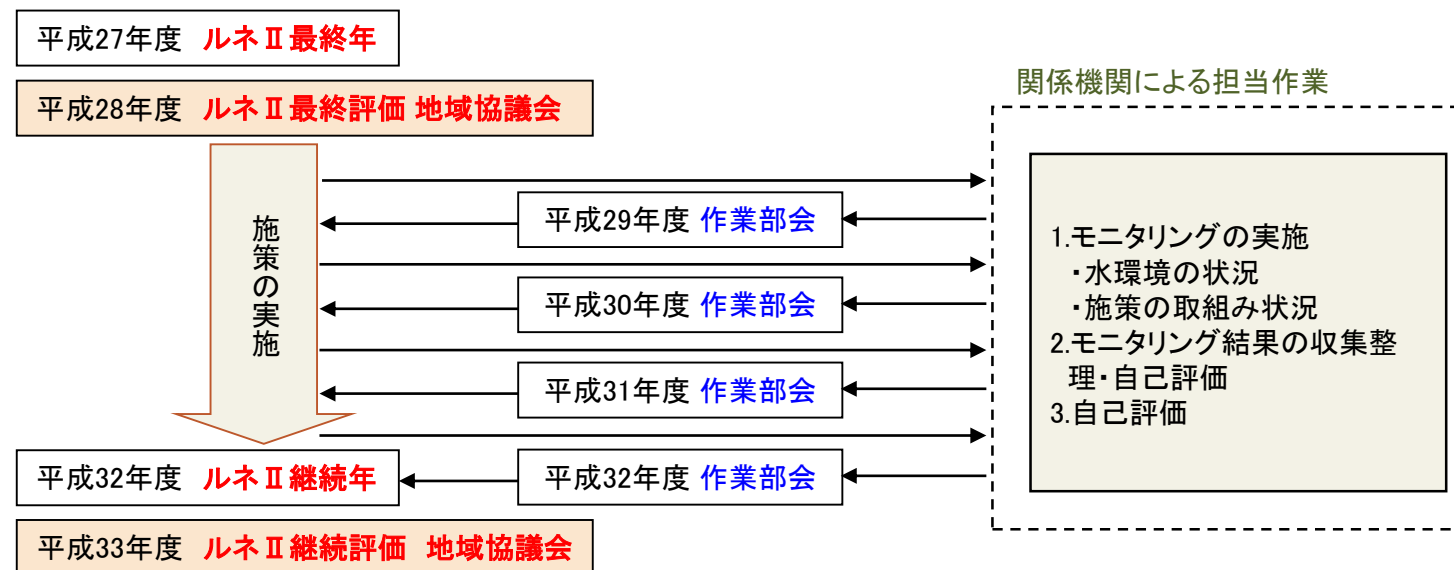 平成27年度 ルネⅡ最終年
平成28年度 ルネⅡ最終評価 地域協議会
施策の実施
平成29年度 作業部会
平成30年度 作業部会
平成31年度 作業部会
平成32年度 ルネⅡ継続年
平成32年度 作業部会
平成33年度 ルネⅡ継続評価 地域協議会
関係機関による担当作業
1.モニタリングの実施
・水環境の状況
・施策の取組み状況
2.モニタリング結果の収集整
理・自己評価
3.自己評価